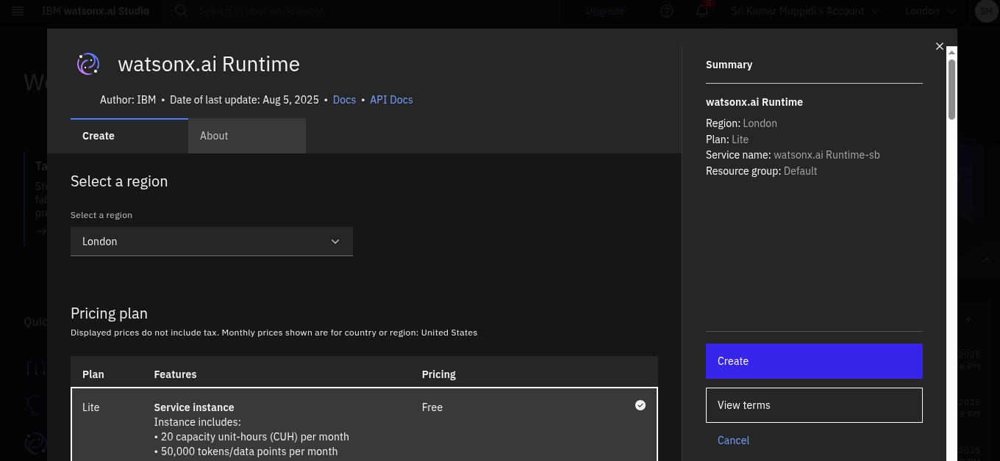 IBM watsonx.ai Studio
Search in your workspaces
Upgrade
5
Sri Kumar Muppidi's Account
London
SM
watsonx.ai Runtime
Author: IBM • Date of last update: Aug 5, 2025 • Docs • API Docs
Create
About
Select a region
Select a region
London
Pricing plan
Displayed prices do not include tax. Monthly prices shown are for country or region: United States
Plan Features Pricing
Lite Service instance Free
Instance includes:
• 20 capacity unit-hours (CUH) per month
• 50,000 tokens/data points per month
Summary
watsonx.ai Runtime
Region: London
Plan: Lite
Service name: watsonx.ai Runtime-sb
Resource group: Default
Create
View terms
Cancel